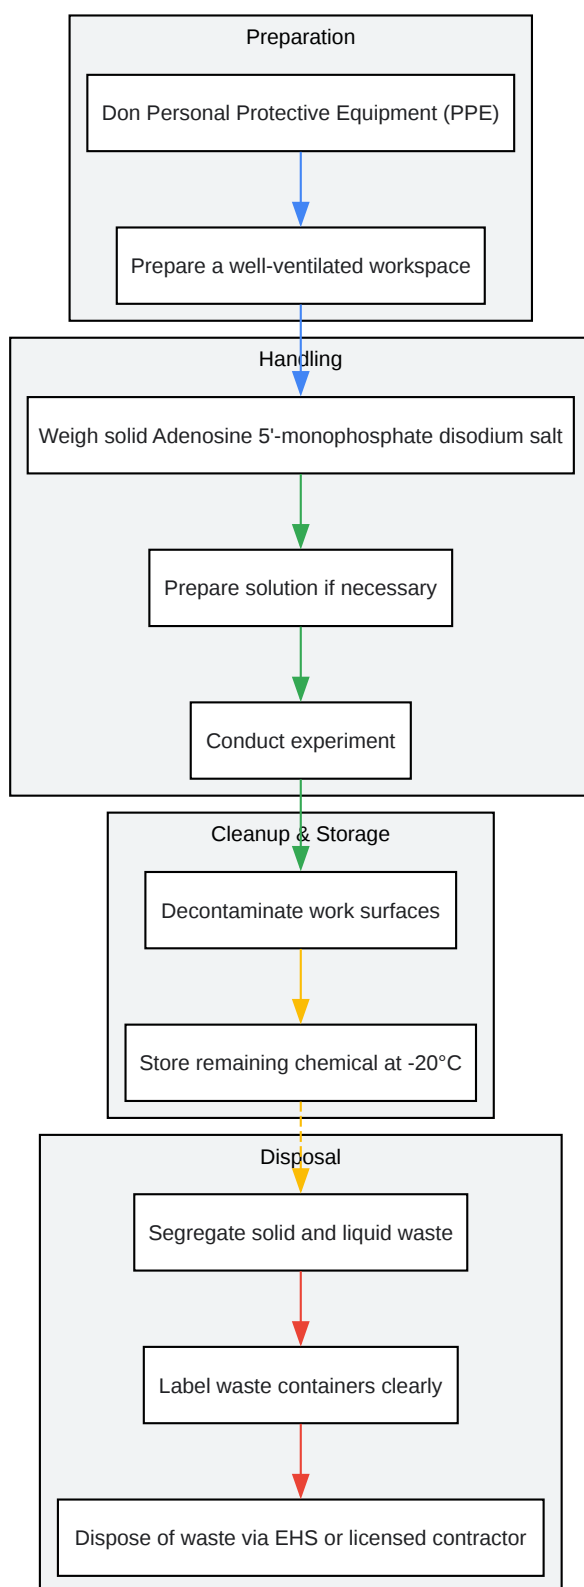 Preparation
Don Personal Protective Equipment (PPE)
Prepare a well-ventilated workspace
Handling
Weigh solid Adenosine 5'-monophosphate disodium salt
Prepare solution if necessary
Conduct experiment
Cleanup & Storage
Decontaminate work surfaces
Store remaining chemical at -20°C
Disposal
Segregate solid and liquid waste
Label waste containers clearly
Dispose of waste via EHS or licensed contractor